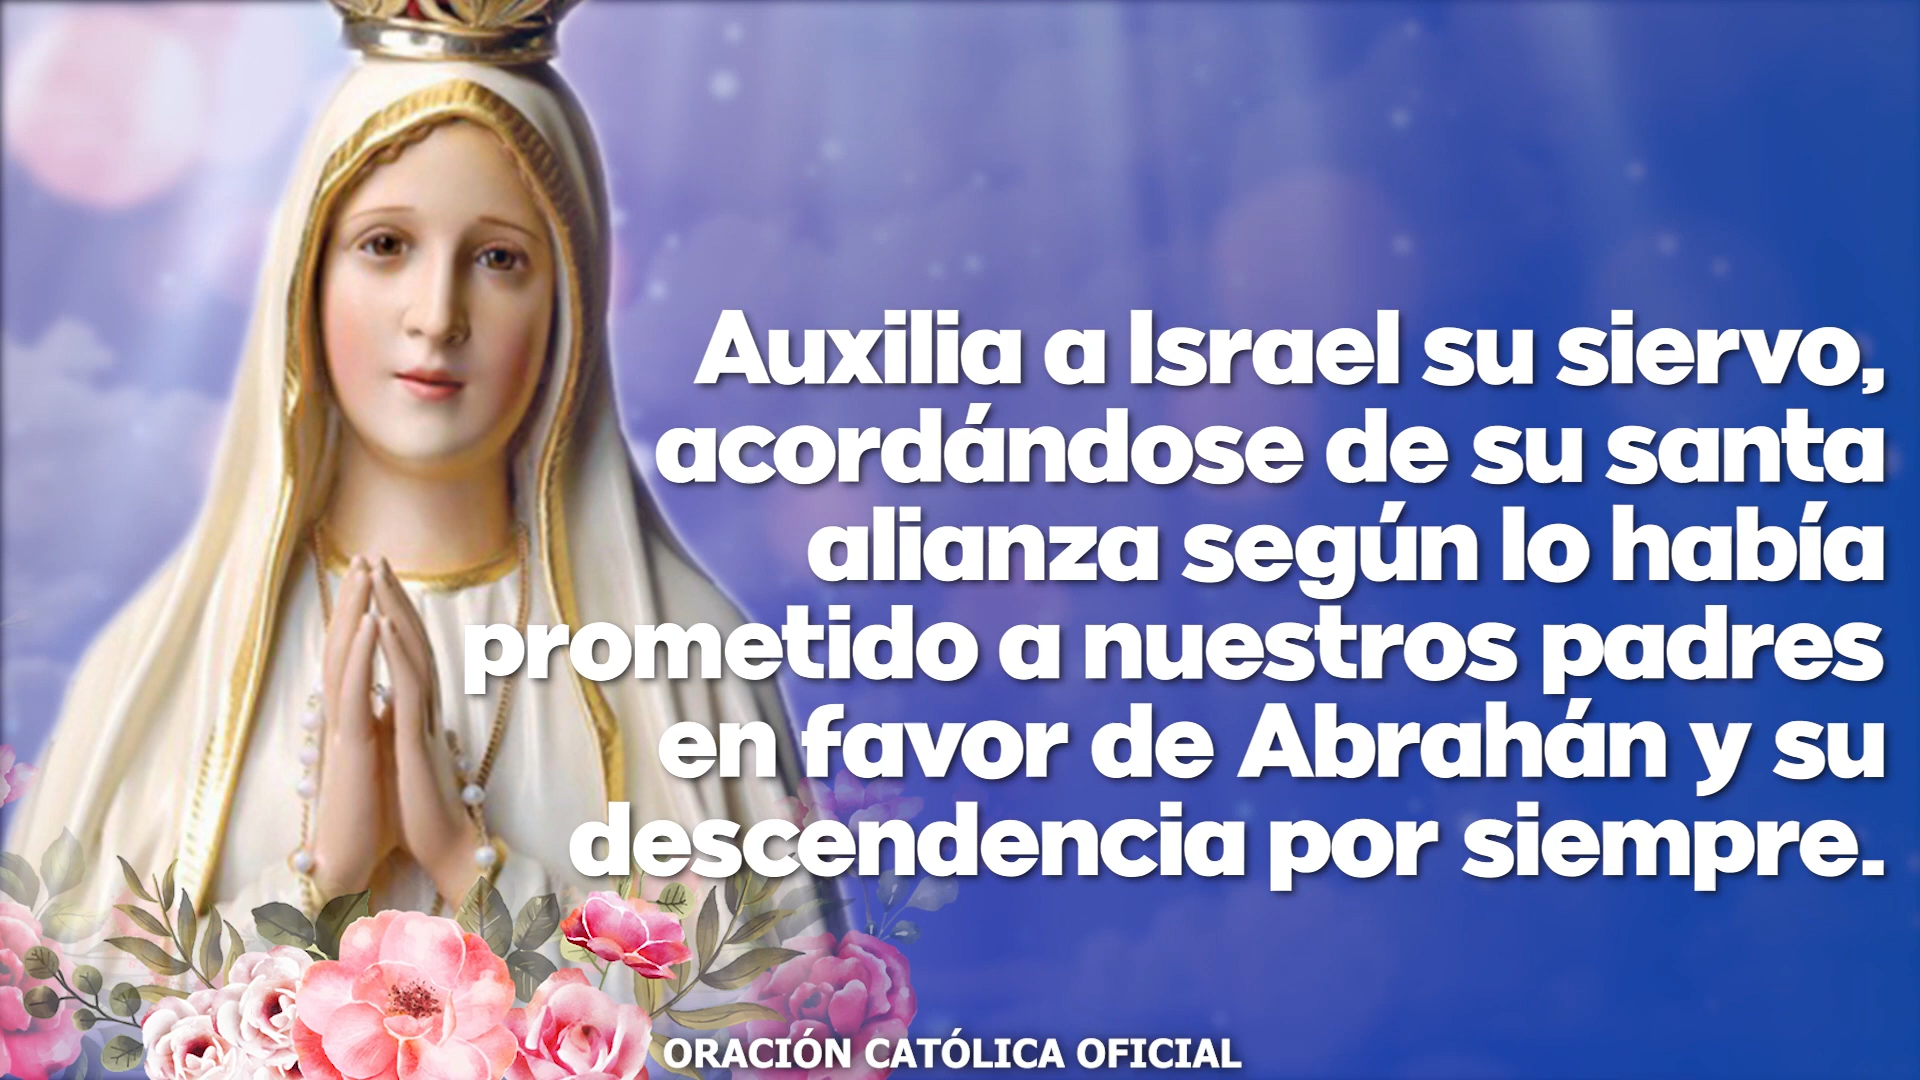 Auxilia a Israel su siervo,
acordándose de su santa
alianza según lo había
prometido a nuestros padres
en favor de Abrahán y su
descendencia por siempre.
ORACIÓN CATÓLICA OFICIAL